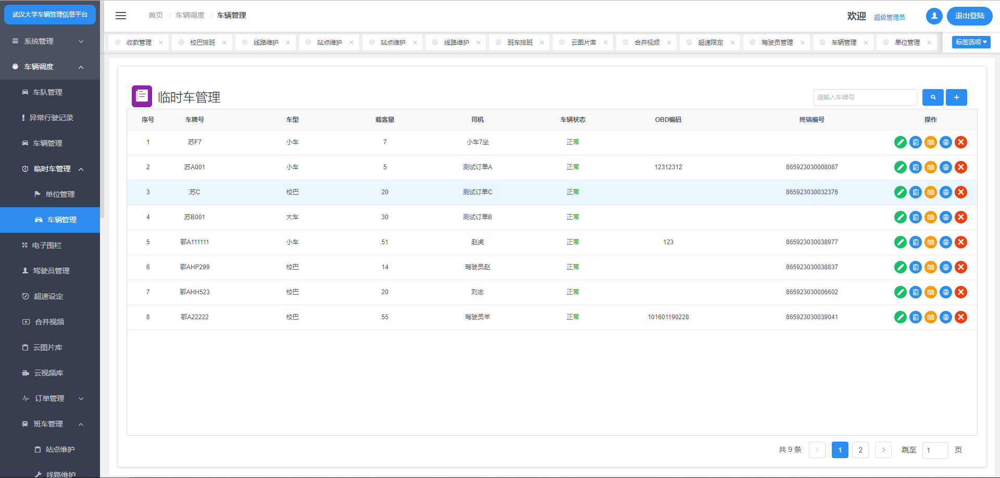 武汉大学车辆管理信息平台
系统管理
车辆调度
车队管理
异常行驶记录
车辆管理
临时车管理
单位管理
车辆管理
电子围栏
驾驶员管理
超速设定
合并视频
云图片库
云视频库
订单管理
班车管理
站点维护
线路维护
首页 / 车辆调度 / 车辆管理
欢迎 超级管理员 退出登陆
收款管理 校巴排班 线路维护 站点维护 站点维护 线路维护 班车排班 云图片库 合并视频 超速限定 驾驶员管理 车辆管理 单位管理 标签选项
临时车管理
请输入车牌号
序号 车牌号 车型 载客量 司机 车辆状态 OBD编码 终端编号 操作
1 苏F7 小车 7 小车7坐 正常
2 苏A001 小车 5 测试订单A 正常 12312312 865923030008087
3 苏C 校巴 20 测试订单C 正常 865923030032376
4 苏B001 大车 30 测试订单B 正常
5 鄂A111111 小车 51 赵虎 正常 123 865923030038977
6 鄂AHP299 校巴 14 驾驶员赵 正常 865923030038837
7 鄂AHH523 校巴 20 刘志 正常 865923030006602
8 鄂A22222 校巴 55 驾驶员羊 正常 101601190228 865923030039041
共 9 条 < 1 2 > 跳至 1 页